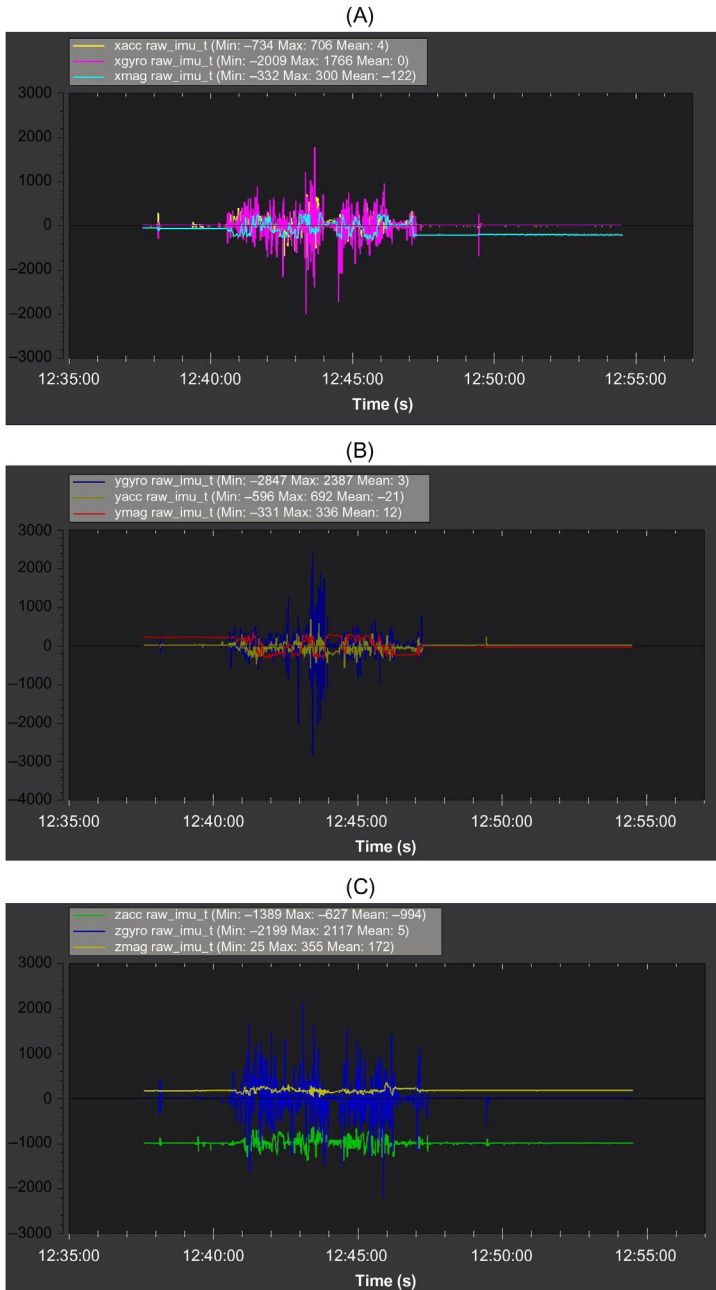 (A)
xacc raw_imu_t (Min: –734 Max: 706 Mean: 4)
xgyro raw_imu_t (Min: –2009 Max: 1766 Mean: 0)
xmag raw_imu_t (Min: –332 Max: 300 Mean: –122)
3000
2000
1000
0
–1000
–2000
–3000
12:35:00 12:40:00 12:45:00 12:50:00 12:55:00
Time (s)
(B)
ygyro raw_imu_t (Min: –2847 Max: 2387 Mean: 3)
yacc raw_imu_t (Min: –596 Max: 692 Mean: –21)
ymag raw_imu_t (Min: –331 Max: 336 Mean: 12)
3000
2000
1000
0
–1000
–2000
–3000
–4000
12:35:00 12:40:00 12:45:00 12:50:00 12:55:00
Time (s)
(C)
zacc raw_imu_t (Min: –1389 Max: –627 Mean: –994)
zgyro raw_imu_t (Min: –2199 Max: 2117 Mean: 5)
zmag raw_imu_t (Min: 25 Max: 355 Mean: 172)
3000
2000
1000
0
–1000
–2000
–3000
12:35:00 12:40:00 12:45:00 12:50:00 12:55:00
Time (s)